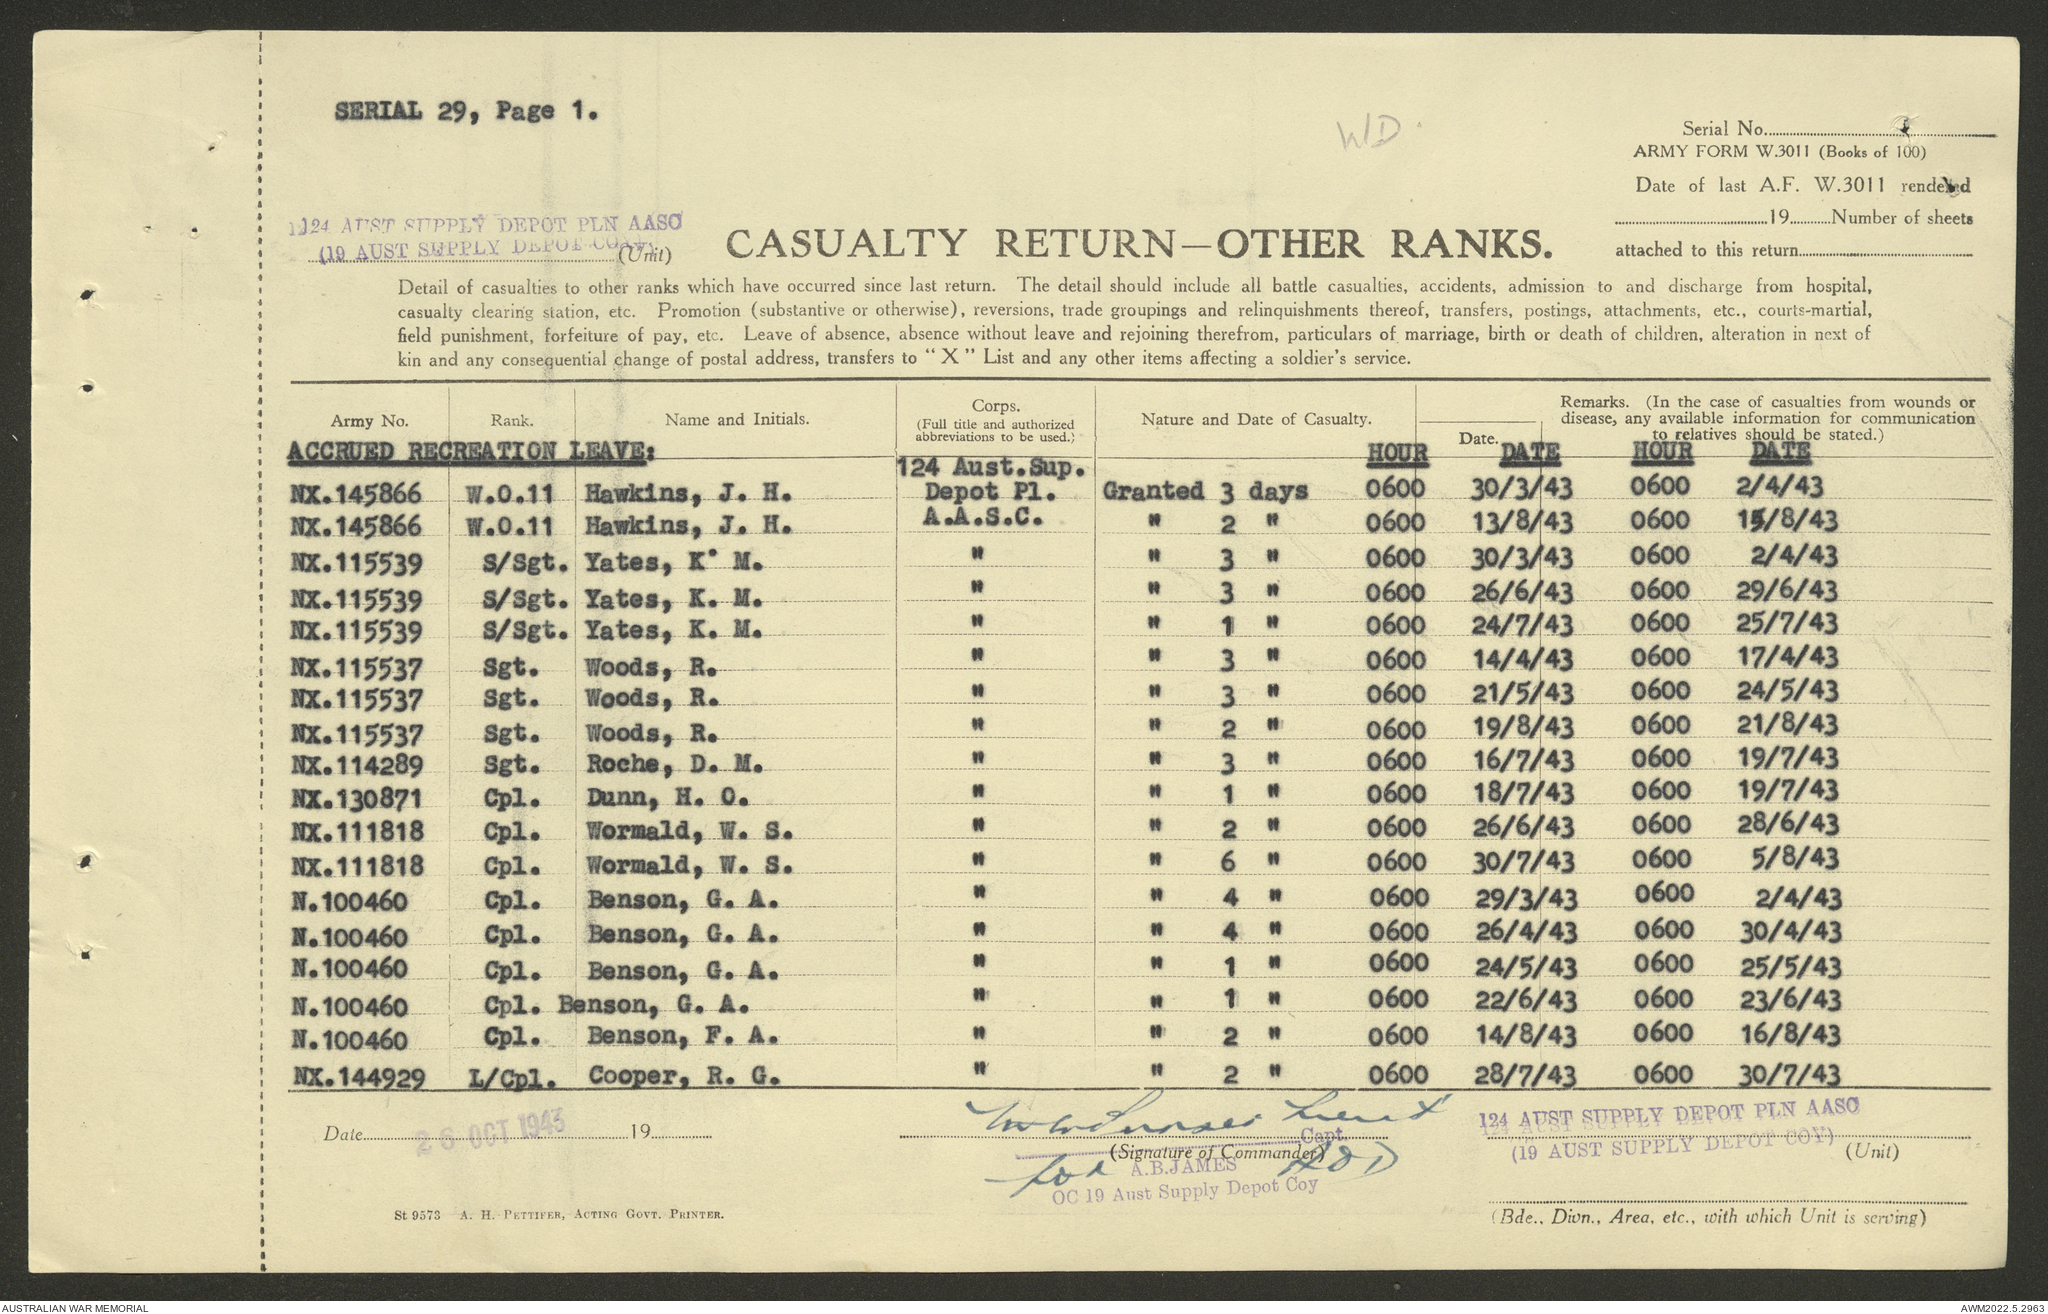 SERIAL 29, Page 1.
WD
Serial No.
ARMY FORM W.3011 (Books of 100)
Date of last A.F. W.3011 rendered
19 Number of sheets
attached to this return
124 AUST SUPPLY DEPOT PLN AASC
(19 AUST SUPPLY DEPOT COY)
(Unit)
CASUALTY RETURN—OTHER RANKS.
Detail of casualties to other ranks which have occurred since last return. The detail should include all battle casualties, accidents, admission to and discharge from hospital,
casualty clearing station, etc. Promotion (substantive or otherwise), reversions, trade groupings and relinquishments thereof, transfers, postings, attachments, etc., courts-martial,
field punishment, forfeiture of pay, etc. Leave of absence, absence without leave and rejoining therefrom, particulars of marriage, birth or death of children, alteration in next of
kin and any consequential change of postal address, transfers to "X" List and any other items affecting a soldier's service.
Army No. Rank. Name and Initials. Corps. (Full title and authorized abbreviations to be used.) Nature and Date of Casualty. Date. Remarks. (In the case of casualties from wounds or disease, any available information for communication to relatives should be stated.)
ACCRUED RECREATION LEAVE: HOUR DATE HOUR DATE
124 Aust.Sup.
NX.145866 W.O.11 Hawkins, J. H. Depot Pl. Granted 3 days 0600 30/3/43 0600 2/4/43
NX.145866 W.O.11 Hawkins, J. H. A.A.S.C. " 2 " 0600 13/8/43 0600 15/8/43
NX.115539 S/Sgt. Yates, K. M. " " 3 " 0600 30/3/43 0600 2/4/43
NX.115539 S/Sgt. Yates, K. M. " " 3 " 0600 26/6/43 0600 29/6/43
NX.115539 S/Sgt. Yates, K. M. " " 1 " 0600 24/7/43 0600 25/7/43
NX.115537 Sgt. Woods, R. " " 3 " 0600 14/4/43 0600 17/4/43
NX.115537 Sgt. Woods, R. " " 3 " 0600 21/5/43 0600 24/5/43
NX.115537 Sgt. Woods, R. " " 2 " 0600 19/8/43 0600 21/8/43
NX.114289 Sgt. Roche, D. M. " " 3 " 0600 16/7/43 0600 19/7/43
NX.130871 Cpl. Dunn, H. O. " " 1 " 0600 18/7/43 0600 19/7/43
NX.111818 Cpl. Wormald, W. S. " " 2 " 0600 26/6/43 0600 28/6/43
NX.111818 Cpl. Wormald, W. S. " " 6 " 0600 30/7/43 0600 5/8/43
N.100460 Cpl. Benson, G. A. " " 4 " 0600 29/3/43 0600 2/4/43
N.100460 Cpl. Benson, G. A. " " 4 " 0600 26/4/43 0600 30/4/43
N.100460 Cpl. Benson, G. A. " " 1 " 0600 24/5/43 0600 25/5/43
N.100460 Cpl. Benson, G. A. " " 1 " 0600 22/6/43 0600 23/6/43
N.100460 Cpl. Benson, F. A. " " 2 " 0600 14/8/43 0600 16/8/43
NX.144929 L/Cpl. Cooper, R. G. " " 2 " 0600 28/7/43 0600 30/7/43
Date 26 OCT 1943 19
Lieut
Capt.
(Signature of Commander)
for A.B.JAMES
OC 19 Aust Supply Depot Coy
124 AUST SUPPLY DEPOT PLN AASC
(19 AUST SUPPLY DEPOT COY)
(Unit)
St 9573 A. H. PETTIFER, ACTING GOVT. PRINTER.
(Bde., Divn., Area, etc., with which Unit is serving)
AUSTRALIAN WAR MEMORIAL
AWM2022.5.2963